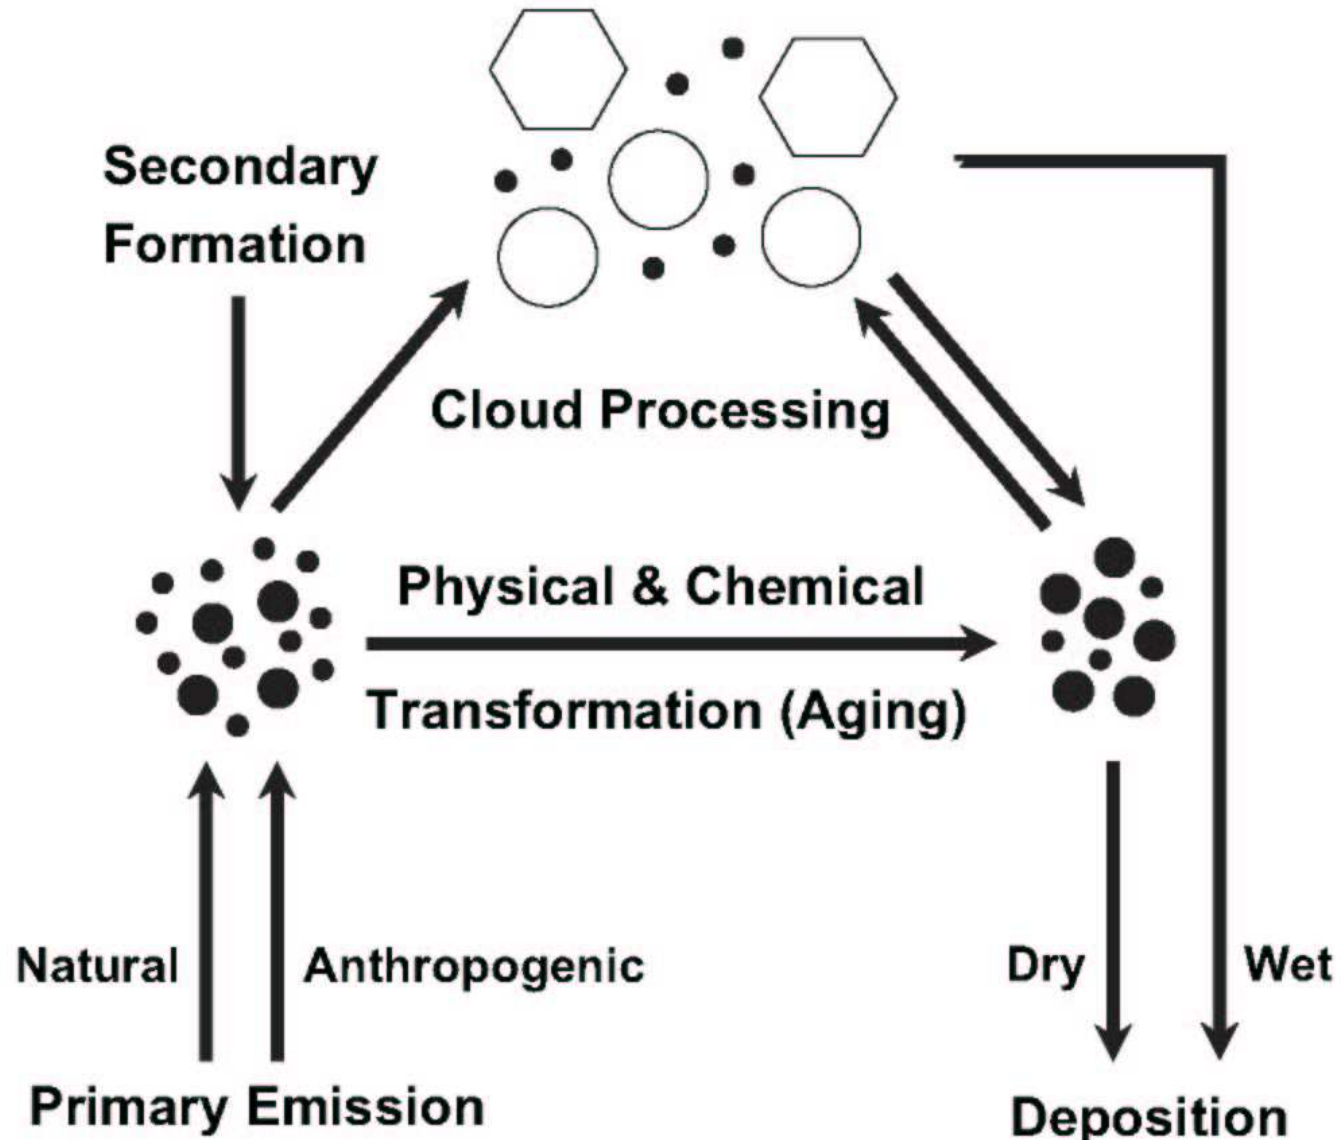 Secondary
Formation
Cloud Processing
Physical & Chemical
Transformation (Aging)
Natural
Anthropogenic
Dry
Wet
Primary Emission
Deposition